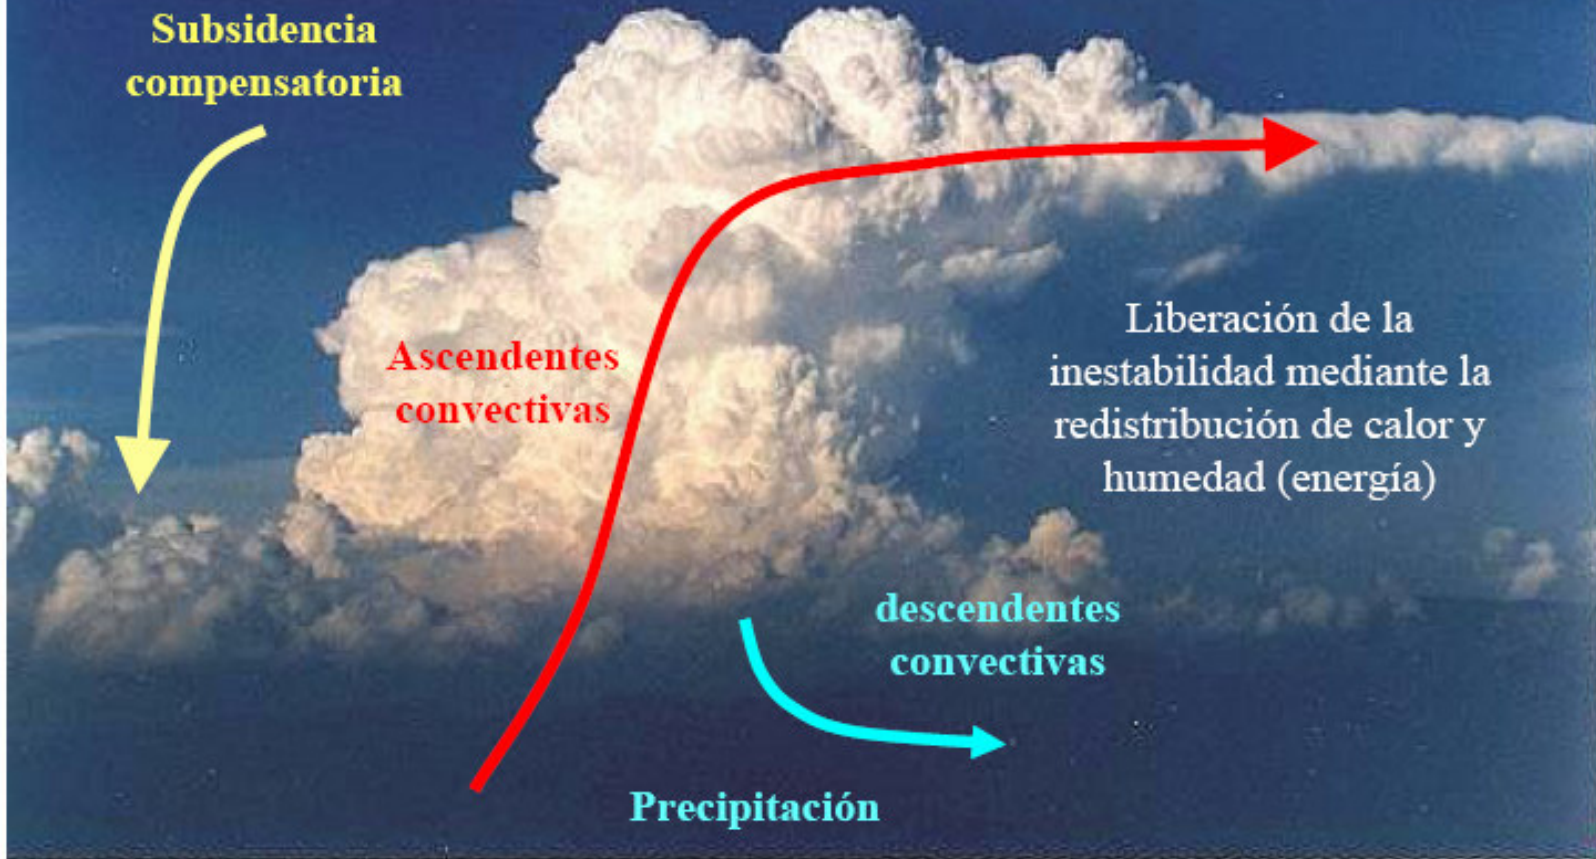 Subsidencia
compensatoria
Ascendentes
convectivas
Liberación de la
inestabilidad mediante la
redistribución de calor y
humedad (energía)
descendentes
convectivas
Precipitación